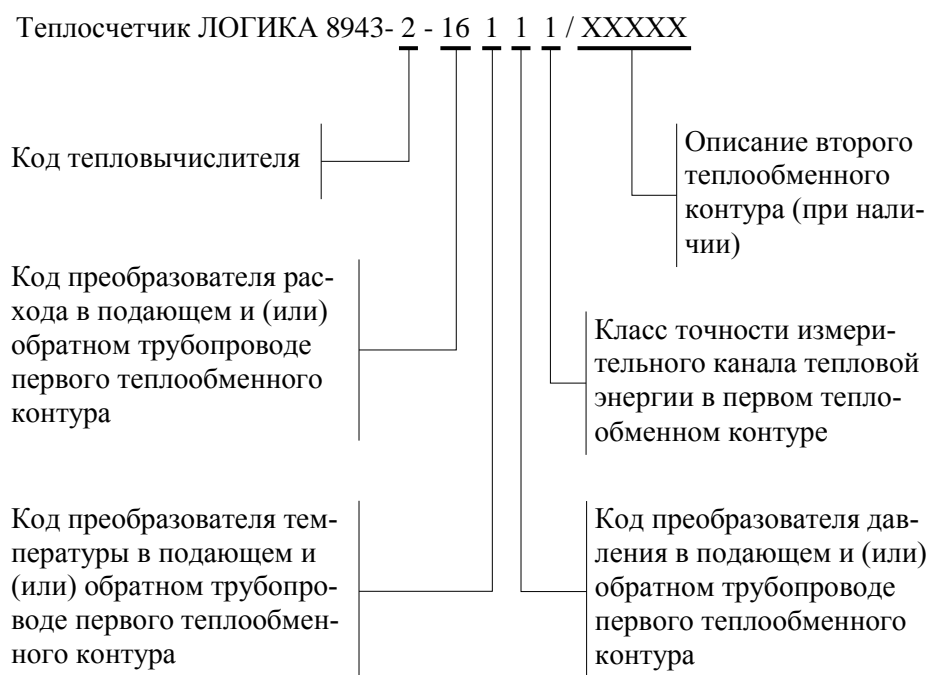 Теплосчетчик ЛОГИКА 8943- 2 - 16 1 1 1 / XXXXX
Код тепловычислителя
Описание второго
теплообменного
контура (при нали-
чии)
Код преобразователя рас-
хода в подающем и (или)
обратном трубопроводе
первого теплообменного
контура
Класс точности измери-
тельного канала тепловой
энергии в первом тепло-
обменном контуре
Код преобразователя тем-
пературы в подающем и
(или) обратном трубопро-
воде первого теплообмен-
ного контура
Код преобразователя дав-
ления в подающем и (или)
обратном трубопроводе
первого теплообменного
контура